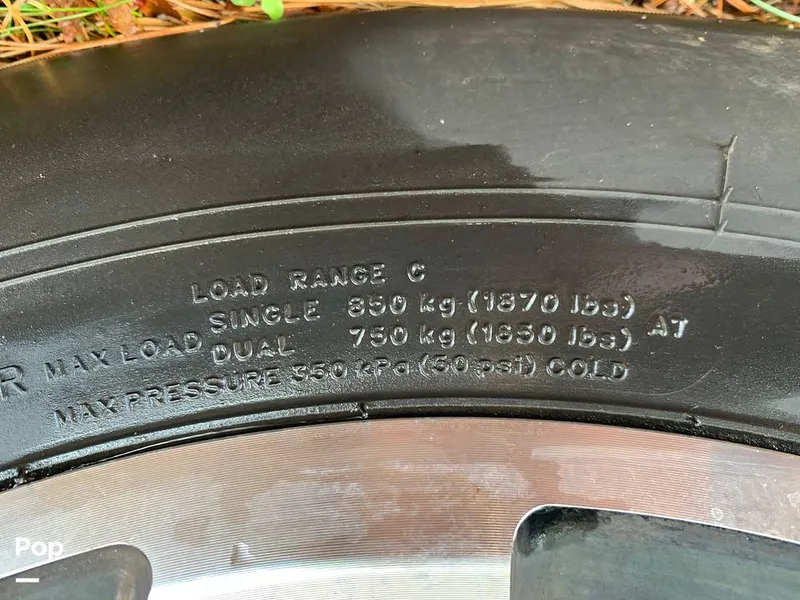 LOAD RANGE C
SINGLE 850 kg (1870 lbs)
R MAX LOAD AT
DUAL 750 kg (1650 lbs)
MAX PRESSURE 350 kPa (50 psi) COLD
Pop